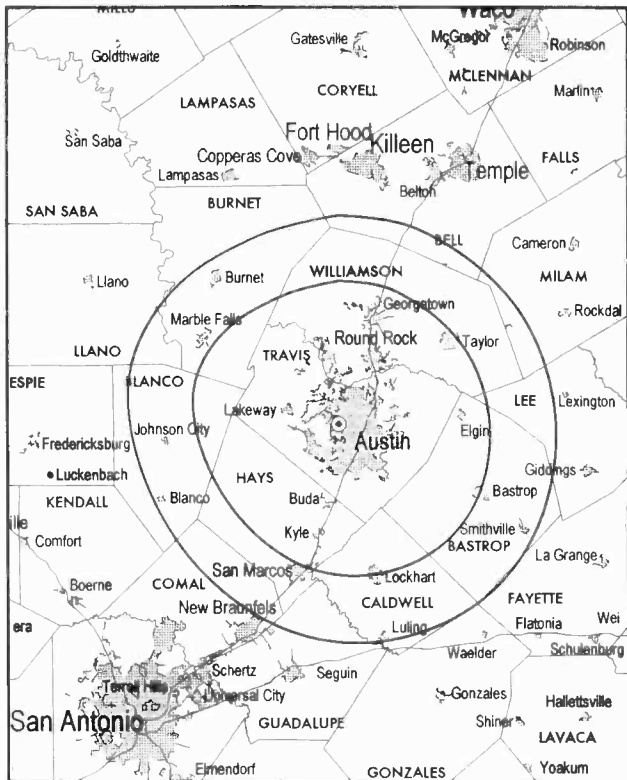 Waco
Goldthwaite
Gatesville
McGregor
Robinson
MCLENNAN
CORYELL
Marlin
LAMPASAS
San Saba
Fort Hood
Killeen
Copperas Cove
Temple
FALLS
Lampasas
Belton
BURNET
SAN SABA
BELL
Cameron
Llano
Burnet
WILLIAMSON
MILAM
Georgetown
Rockdal
Marble Falls
Round Rock
Taylor
TRAVIS
LLANO
ESPIE
BLANCO
LEE
Lexington
Lakeway
Johnson City
Elgin
Austin
Fredericksburg
Giddings
Luckenbach
HAYS
Bastrop
KENDALL
Blanco
Buda
Smithville
ville
Comfort
Kyle
BASTROP
La Grange
San Marcos
Lockhart
Boerne
COMAL
CALDWELL
FAYETTE
New Braunfels
era
Luling
Flatonia
Wei
Waelder
Schulenburg
Schertz
Seguin
Terrell Hills
Universal City
Gonzales
Hallettsville
San Antonio
GUADALUPE
Shiner
LAVACA
Elmendorf
GONZALES
Yoakum